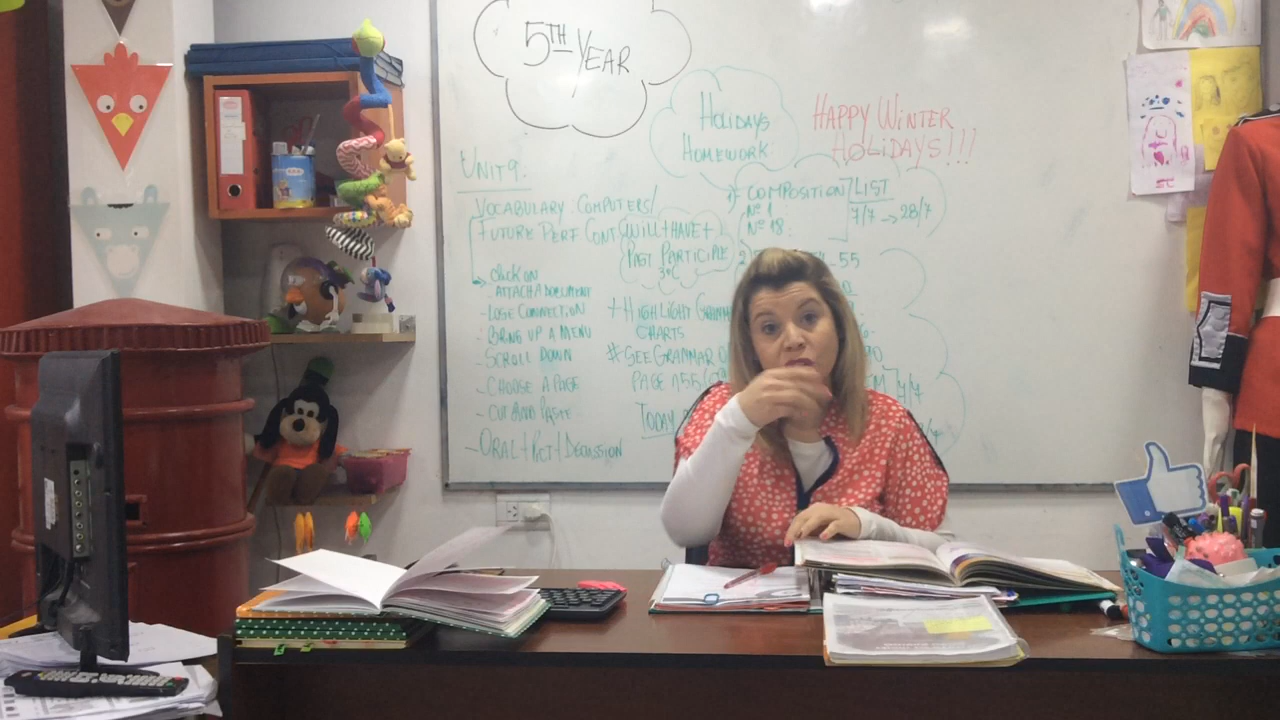 5TH YEAR
HOLIDAYS
HOMEWORK:
HAPPY WINTER
HOLIDAYS!!!
UNIT 9:
VOCABULARY COMPUTERS/
FUTURE PERF CONT
WILL + HAVE +
PAST PARTICIPLE
3ºC
click on
- ATTACH A DOCUMENT
- LOSE CONNECTION
- BRING UP A MENU
- SCROLL DOWN
- CHOOSE A PAGE
- CUT AND PASTE
- ORAL + PICT + DISCUSSION
1) COMPOSITION
Nº 1:
Nº 18:
LIST
7/7 → 28/7
55
+ HIGHLIGHT
CHARTS
# SEE GRAMMAR
PAGE 155
TODAY